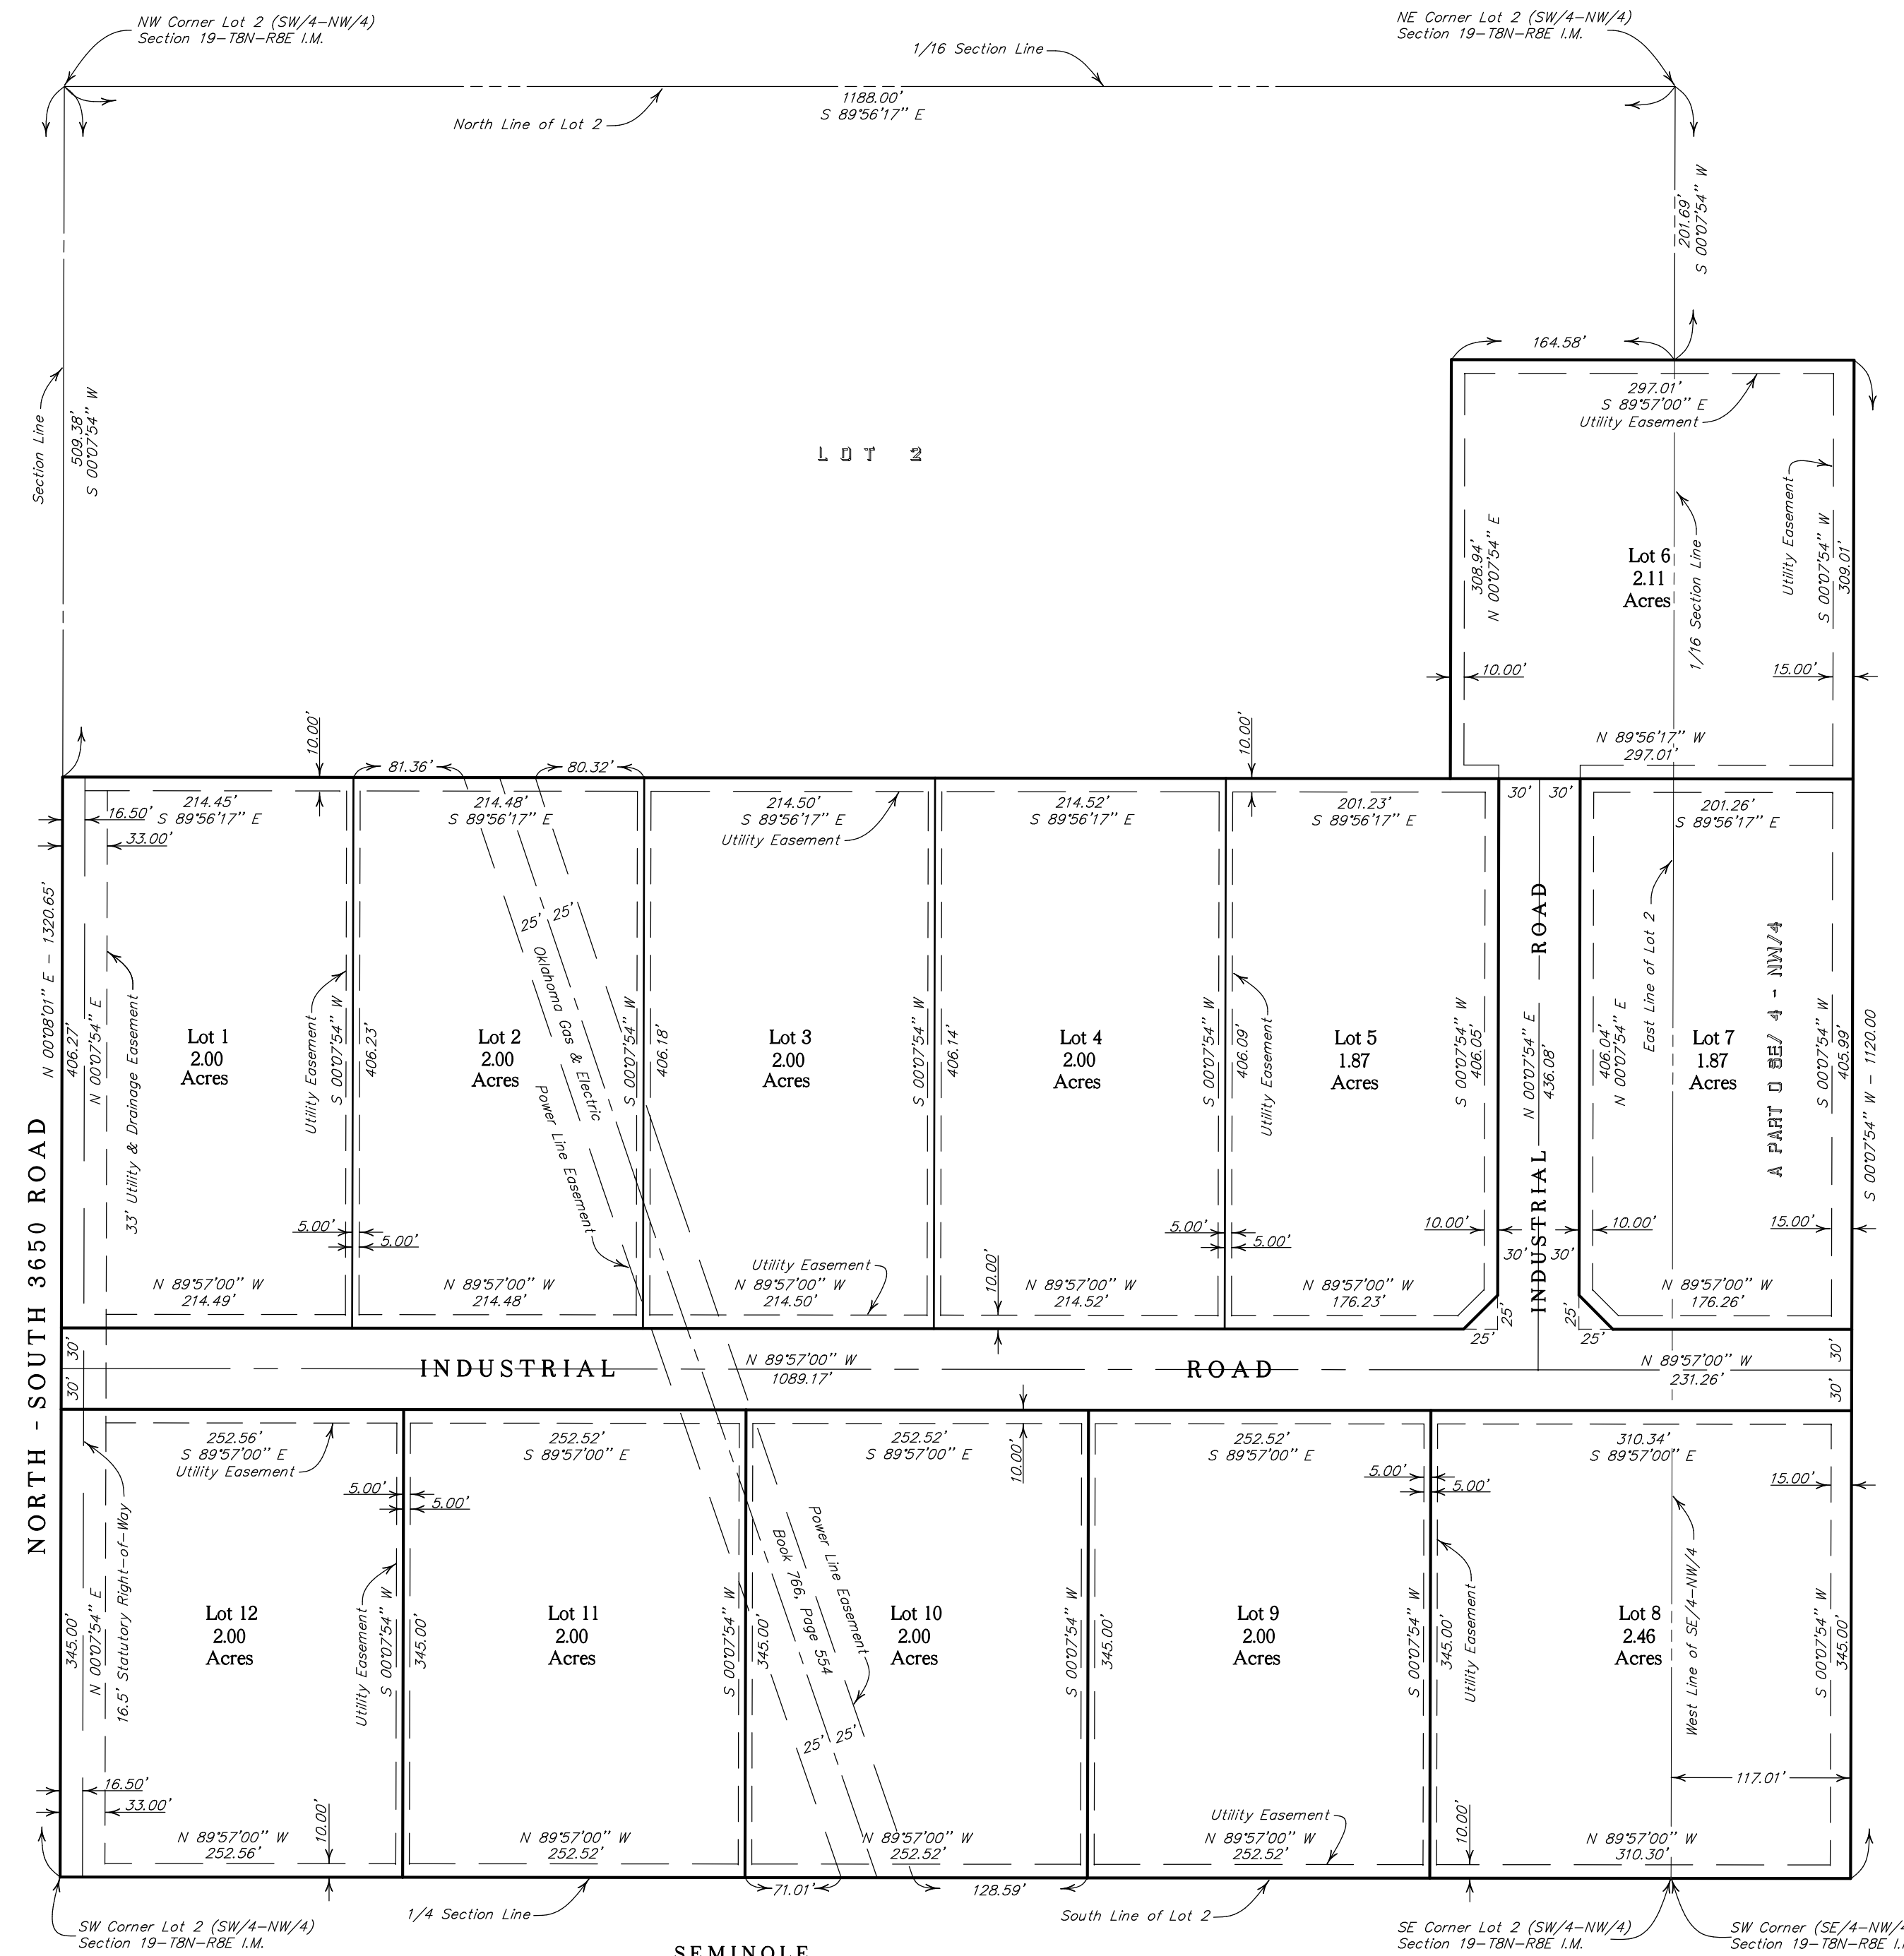 NW Corner Lot 2 (SW/4-NW/4)
Section 19-T8N-R8E I.M.
NE Corner Lot 2 (SW/4-NW/4)
Section 19-T8N-R8E I.M.
1/16 Section Line
1188.00'
S 89°56'17" E
North Line of Lot 2
201.69'
S 00°07'54" W
Section Line
509.38'
S 00°07'54" W
LOT 2
164.58'
297.01'
S 89°57'00" E
Utility Easement
Utility Easement
308.94'
N 00°07'54" E
Lot 6
2.11
Acres
1/16 Section Line
S 00°07'54" W
309.01'
10.00'
15.00'
N 89°56'17" W
297.01'
10.00'
81.36'
80.32'
10.00'
214.45'
S 89°56'17" E
214.48'
S 89°56'17" E
214.50'
S 89°56'17" E
Utility Easement
214.52'
S 89°56'17" E
201.23'
S 89°56'17" E
30'
30'
201.26'
S 89°56'17" E
16.50'
33.00'
N 00°08'01" E - 1320.65'
406.27'
N 00°07'54" E
33' Utility & Drainage Easement
Lot 1
2.00
Acres
Utility Easement
S 00°07'54" W
406.23'
Lot 2
2.00
Acres
25'
25'
Oklahoma Gas & Electric
Power Line Easement
S 00°07'54" W
406.18'
Lot 3
2.00
Acres
S 00°07'54" W
406.14'
Lot 4
2.00
Acres
S 00°07'54" W
406.09'
Utility Easement
Lot 5
1.87
Acres
S 00°07'54" W
406.05'
INDUSTRIAL ROAD
N 00°07'54" E
436.08'
406.04'
N 00°07'54" E
East Line of Lot 2
Lot 7
1.87
Acres
A PART O SE/ 4 - NW/4
S 00°07'54" W
405.99'
S 00°07'54" W - 1120.00
5.00'
5.00'
5.00'
5.00'
10.00'
10.00'
15.00'
30'
30'
Utility Easement
10.00'
N 89°57'00" W
214.49'
N 89°57'00" W
214.48'
N 89°57'00" W
214.50'
N 89°57'00" W
214.52'
N 89°57'00" W
176.23'
N 89°57'00" W
176.26'
25'
25'
25'
25'
NORTH - SOUTH 3650 ROAD
30'
30'
INDUSTRIAL
N 89°57'00" W
1089.17'
ROAD
N 89°57'00" W
231.26'
30'
30'
252.56'
S 89°57'00" E
Utility Easement
252.52'
S 89°57'00" E
252.52'
S 89°57'00" E
10.00'
252.52'
S 89°57'00" E
310.34'
S 89°57'00" E
5.00'
5.00'
5.00'
5.00'
15.00'
345.00'
N 00°07'54" E
16.5' Statutory Right-of-Way
Lot 12
2.00
Acres
Utility Easement
S 00°07'54" W
345.00'
Lot 11
2.00
Acres
S 00°07'54" W
345.00'
Book 766, Page 554
Power Line Easement
25'
25'
Lot 10
2.00
Acres
S 00°07'54" W
345.00'
Lot 9
2.00
Acres
S 00°07'54" W
345.00'
Utility Easement
Lot 8
2.46
Acres
West Line of SE/4-NW/4
S 00°07'54" W
345.00'
117.01'
16.50'
33.00'
10.00'
N 89°57'00" W
252.56'
N 89°57'00" W
252.52'
N 89°57'00" W
252.52'
Utility Easement
N 89°57'00" W
252.52'
10.00'
N 89°57'00" W
310.30'
71.01'
128.59'
1/4 Section Line
South Line of Lot 2
SW Corner Lot 2 (SW/4-NW/4)
Section 19-T8N-R8E I.M.
SE Corner Lot 2 (SW/4-NW/4)
Section 19-T8N-R8E I.M.
SW Corner (SE/4-NW/4
Section 19-T8N-R8E I.M
SEMINOLE